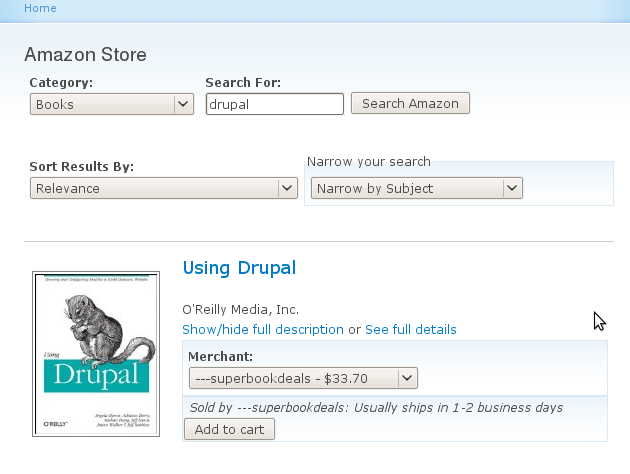 Home
Amazon Store
Category:
Search For:
Books
drupal
Search Amazon
Sort Results By:
Narrow your search
Relevance
Narrow by Subject
Using Drupal
O'Reilly Media, Inc.
Show/hide full description or See full details
Merchant:
---superbookdeals - $33.70
Sold by ---superbookdeals: Usually ships in 1-2 business days
Add to cart
Using
Drupal
O'REILLY